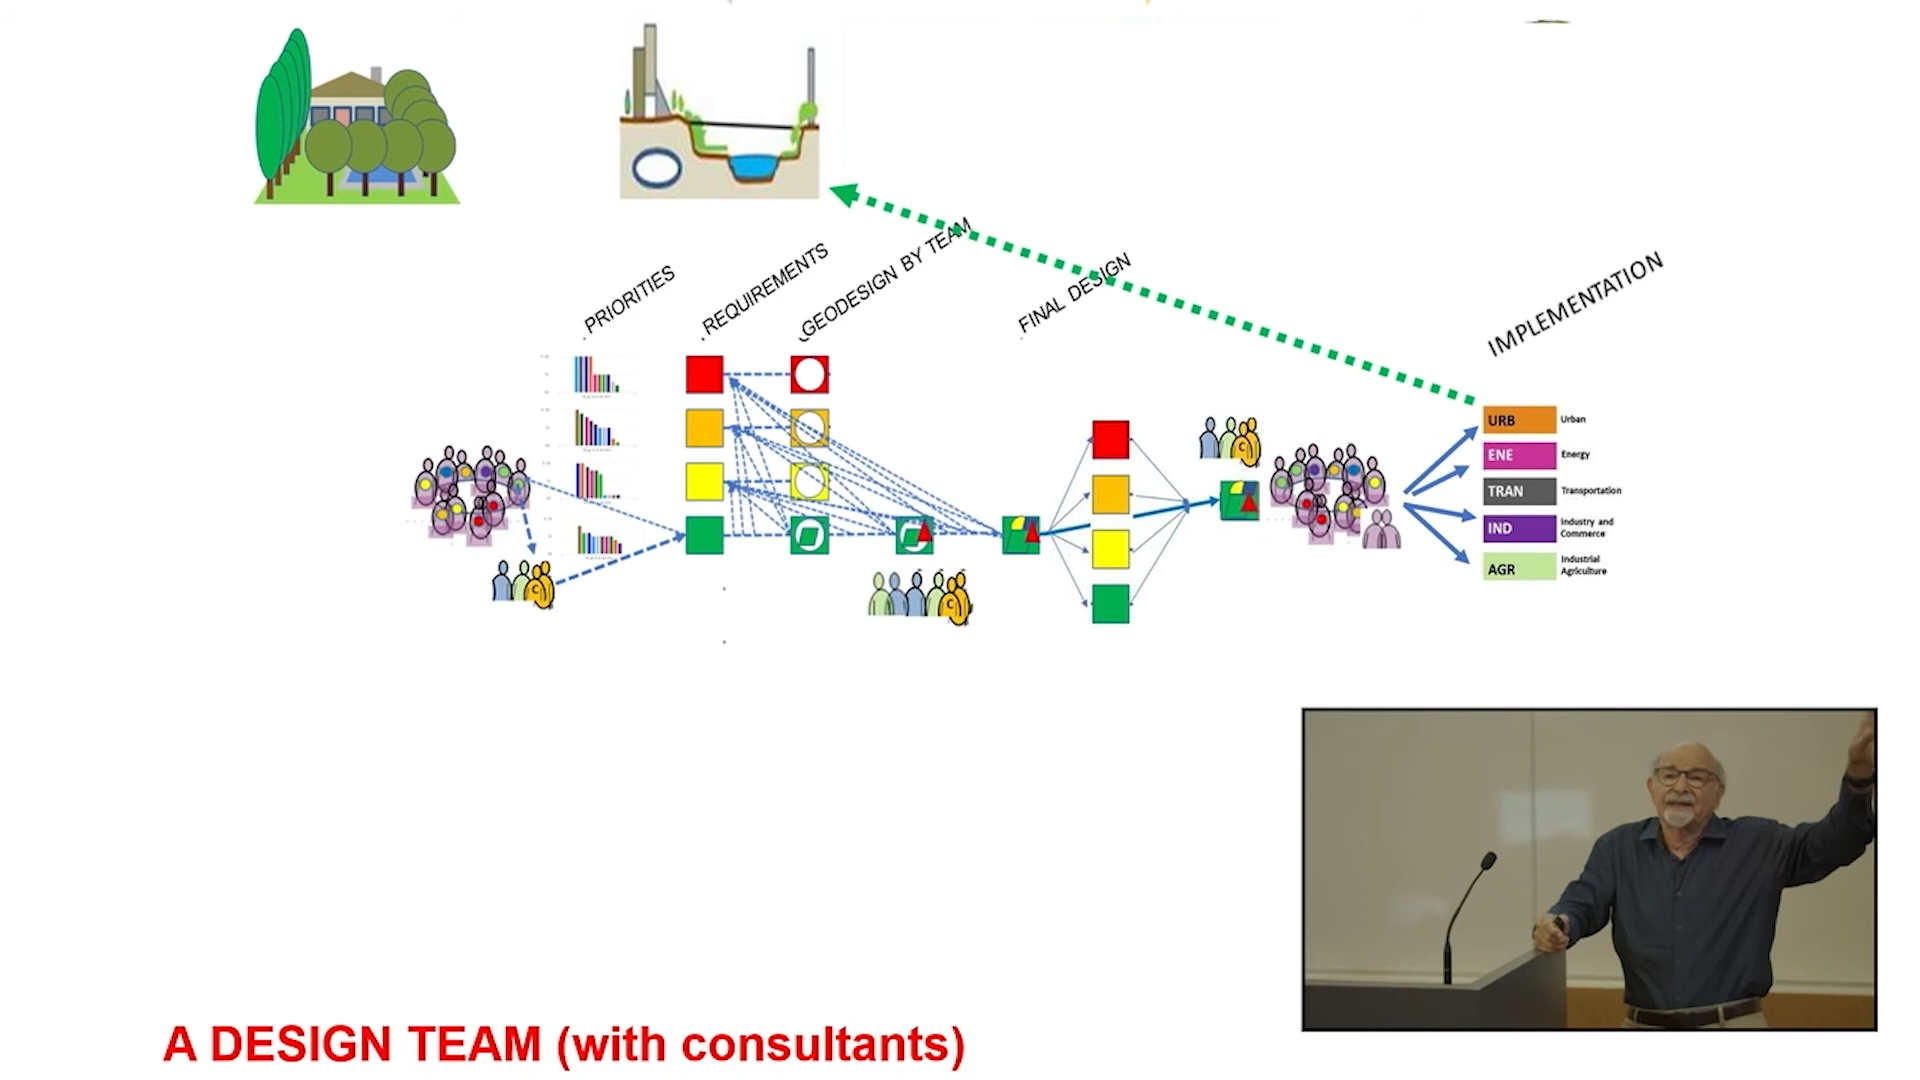 PRIORITIES
REQUIREMENTS
GEODESIGN BY TEAM
FINAL DESIGN
IMPLEMENTATION
URB Urban
ENE Energy
TRAN Transportation
IND Industry and
Commerce
AGR Industrial
Agriculture
C
C
C
A DESIGN TEAM (with consultants)